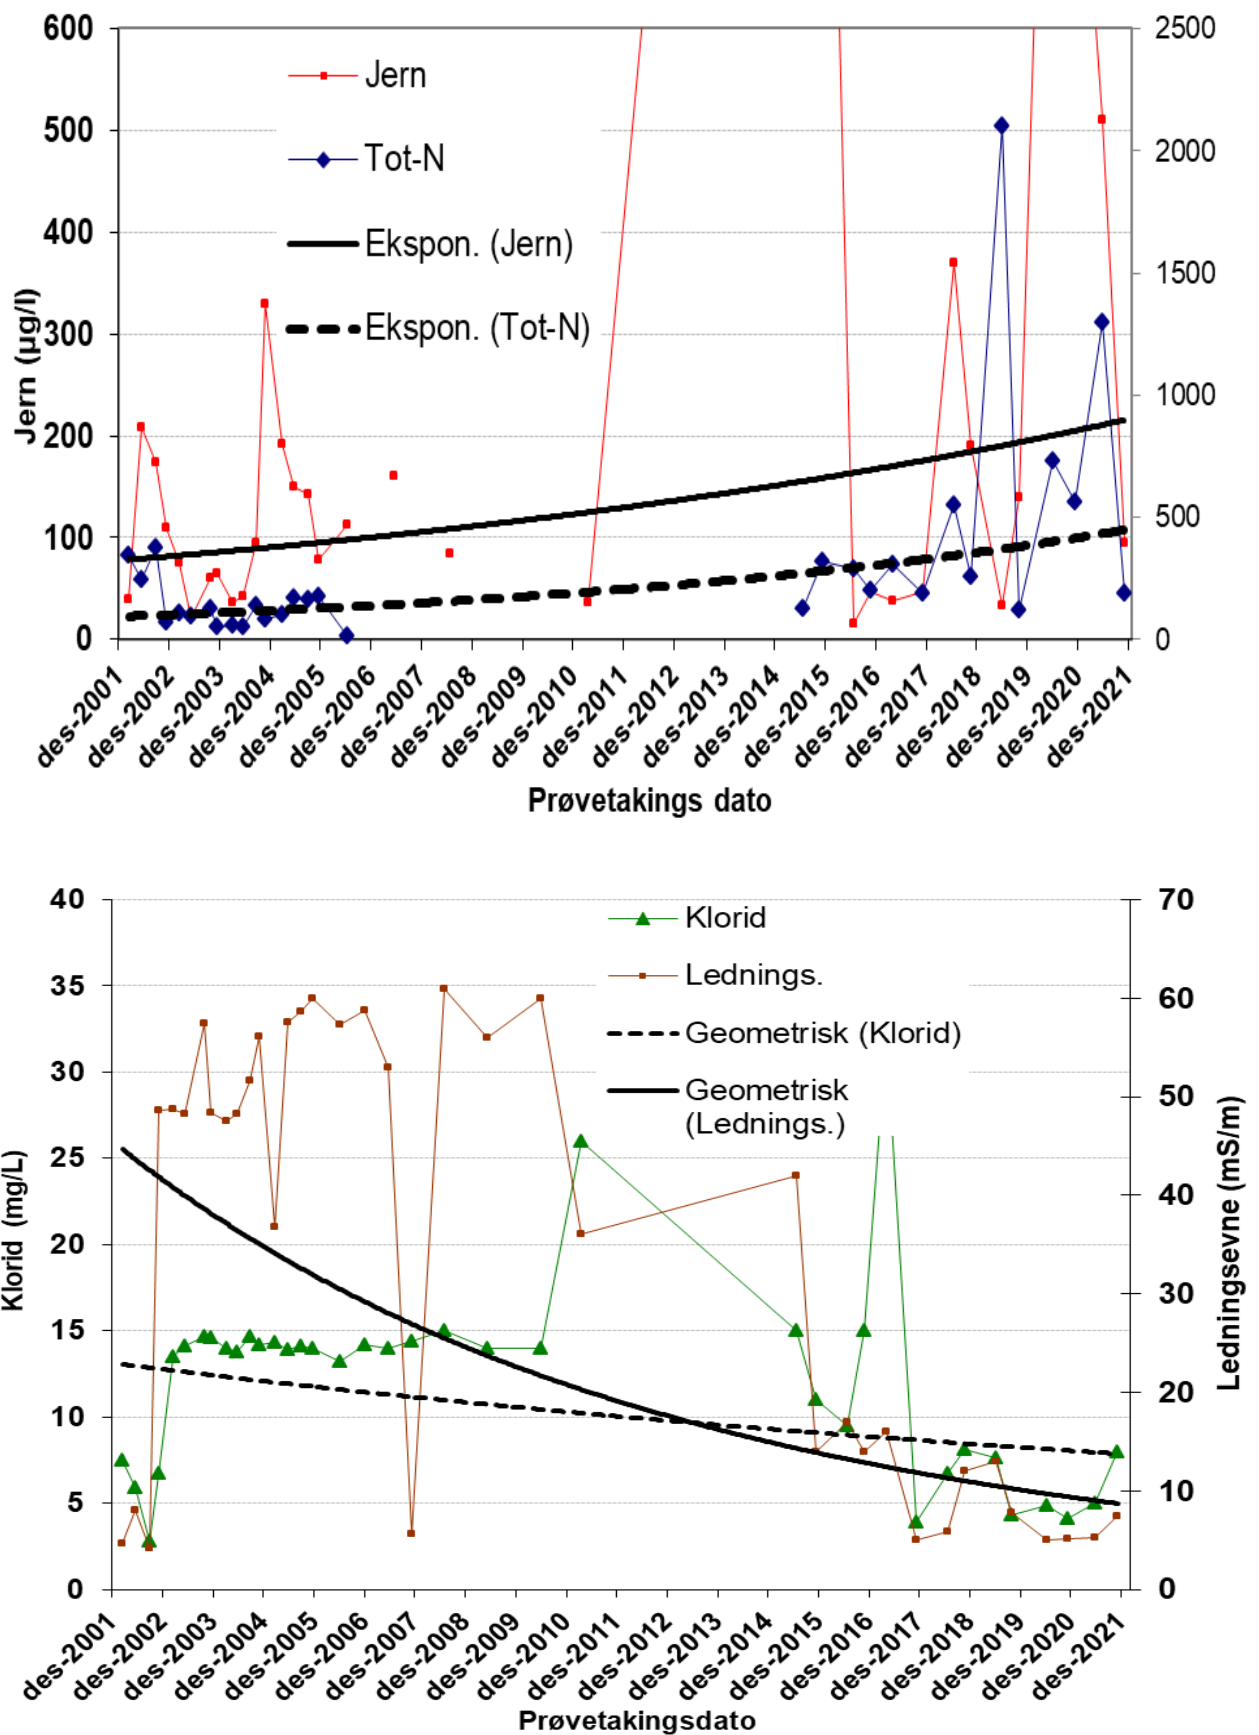 600
500
400
300
200
100
0
Jern (µg/l)
2500
2000
1500
1000
500
0
Jern
Tot-N
Ekspon. (Jern)
Ekspon. (Tot-N)
des-2001
des-2002
des-2003
des-2004
des-2005
des-2006
des-2007
des-2008
des-2009
des-2010
des-2011
des-2012
des-2013
des-2014
des-2015
des-2016
des-2017
des-2018
des-2019
des-2020
des-2021
Prøvetakings dato
40
35
30
25
20
15
10
5
0
Klorid (mg/L)
70
60
50
40
30
20
10
0
Ledningsevne (mS/m)
Klorid
Lednings.
Geometrisk (Klorid)
Geometrisk
(Lednings.)
des-2001
des-2002
des-2003
des-2004
des-2005
des-2006
des-2007
des-2008
des-2009
des-2010
des-2011
des-2012
des-2013
des-2014
des-2015
des-2016
des-2017
des-2018
des-2019
des-2020
des-2021
Prøvetakingsdato